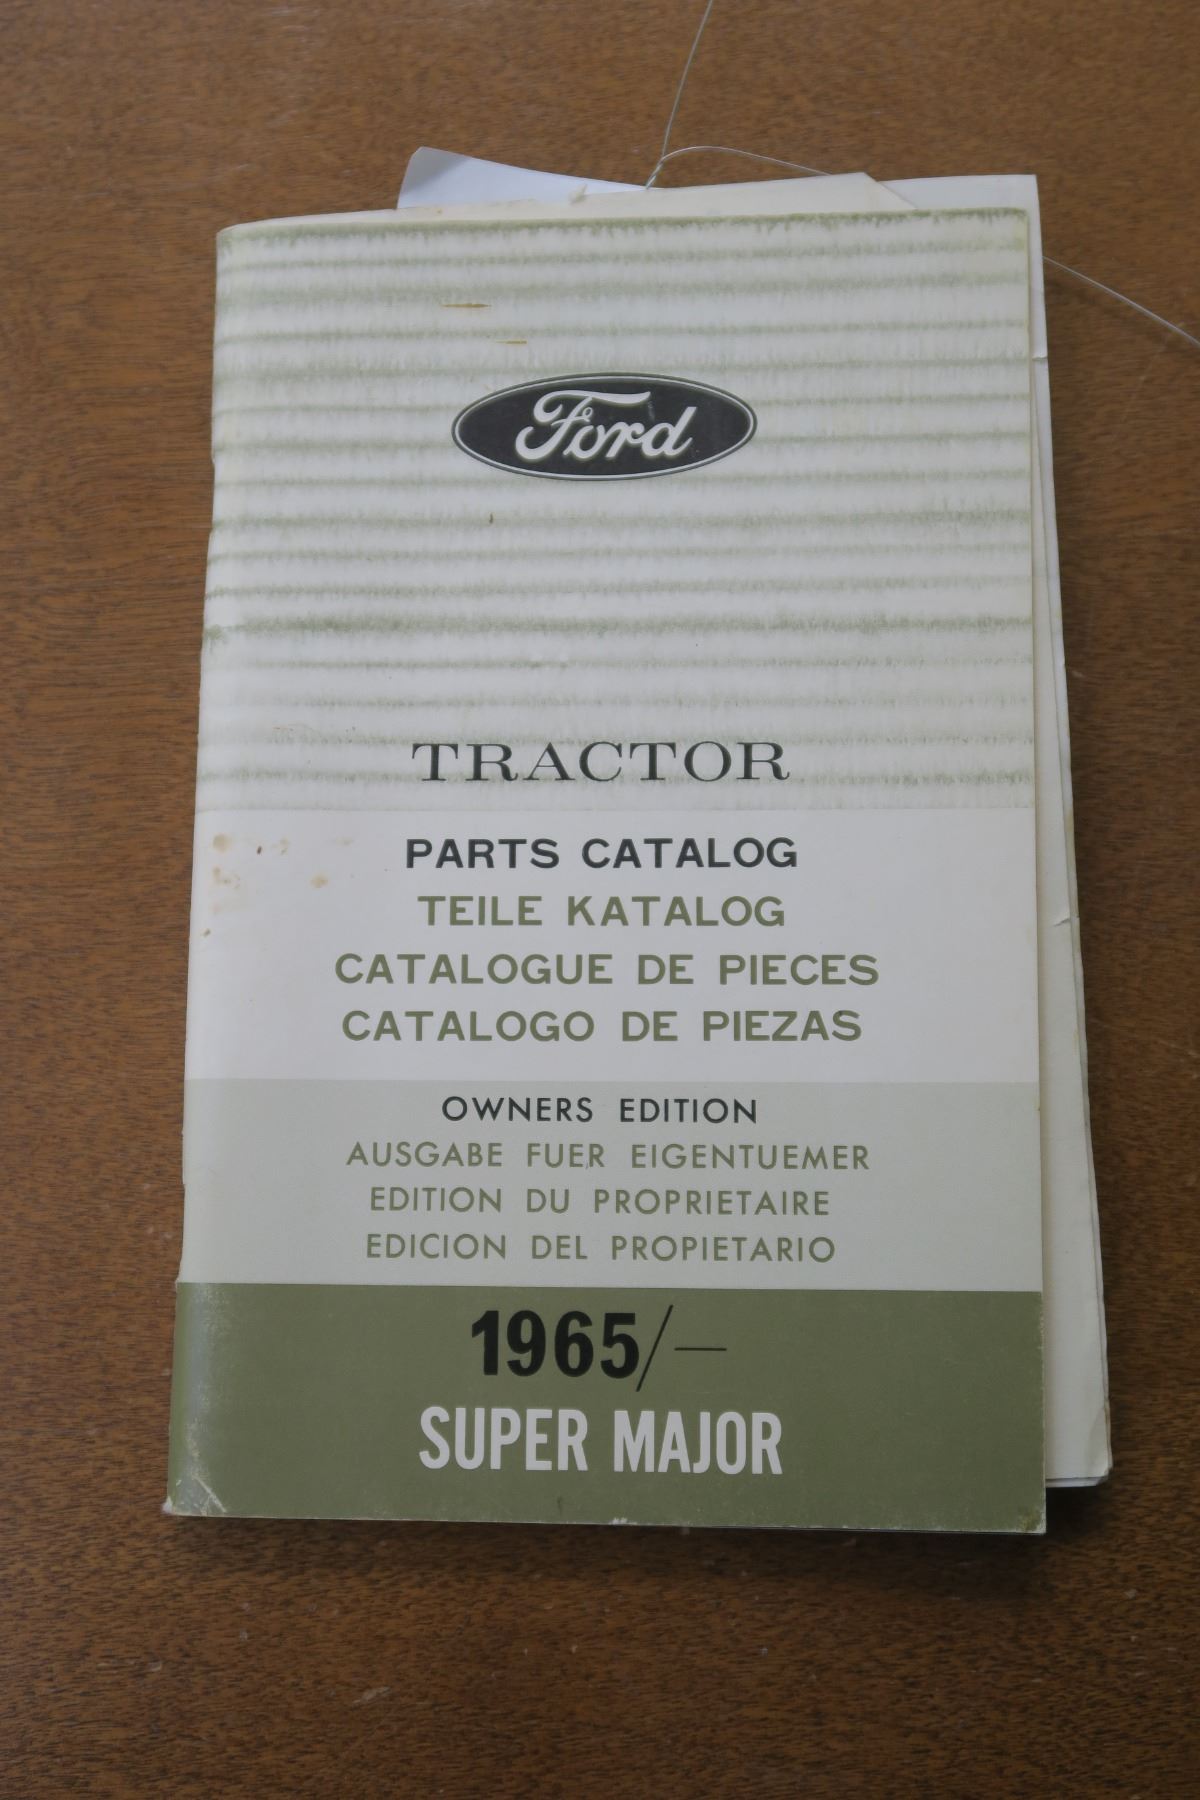 Ford
TRACTOR
PARTS CATALOG
TEILE KATALOG
CATALOGUE DE PIECES
CATALOGO DE PIEZAS
OWNERS EDITION
AUSGABE FUER EIGENTUEMER
EDITION DU PROPRIETAIRE
EDICION DEL PROPIETARIO
1965/—
SUPER MAJOR